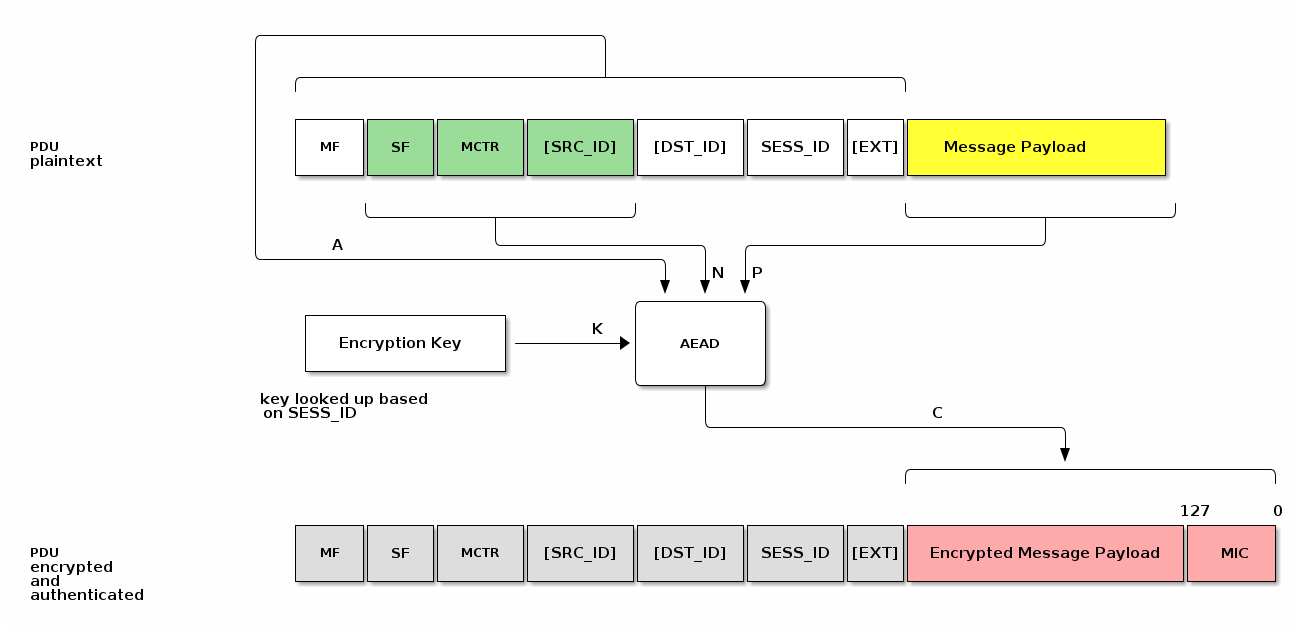 PDU
plaintext
MF SF MCTR [SRC_ID] [DST_ID] SESS_ID [EXT] Message Payload
A
N P
Encryption Key
K
AEAD
key looked up based
on SESS_ID
C
127 0
PDU
encrypted
and
authenticated
MF SF MCTR [SRC_ID] [DST_ID] SESS_ID [EXT] Encrypted Message Payload MIC